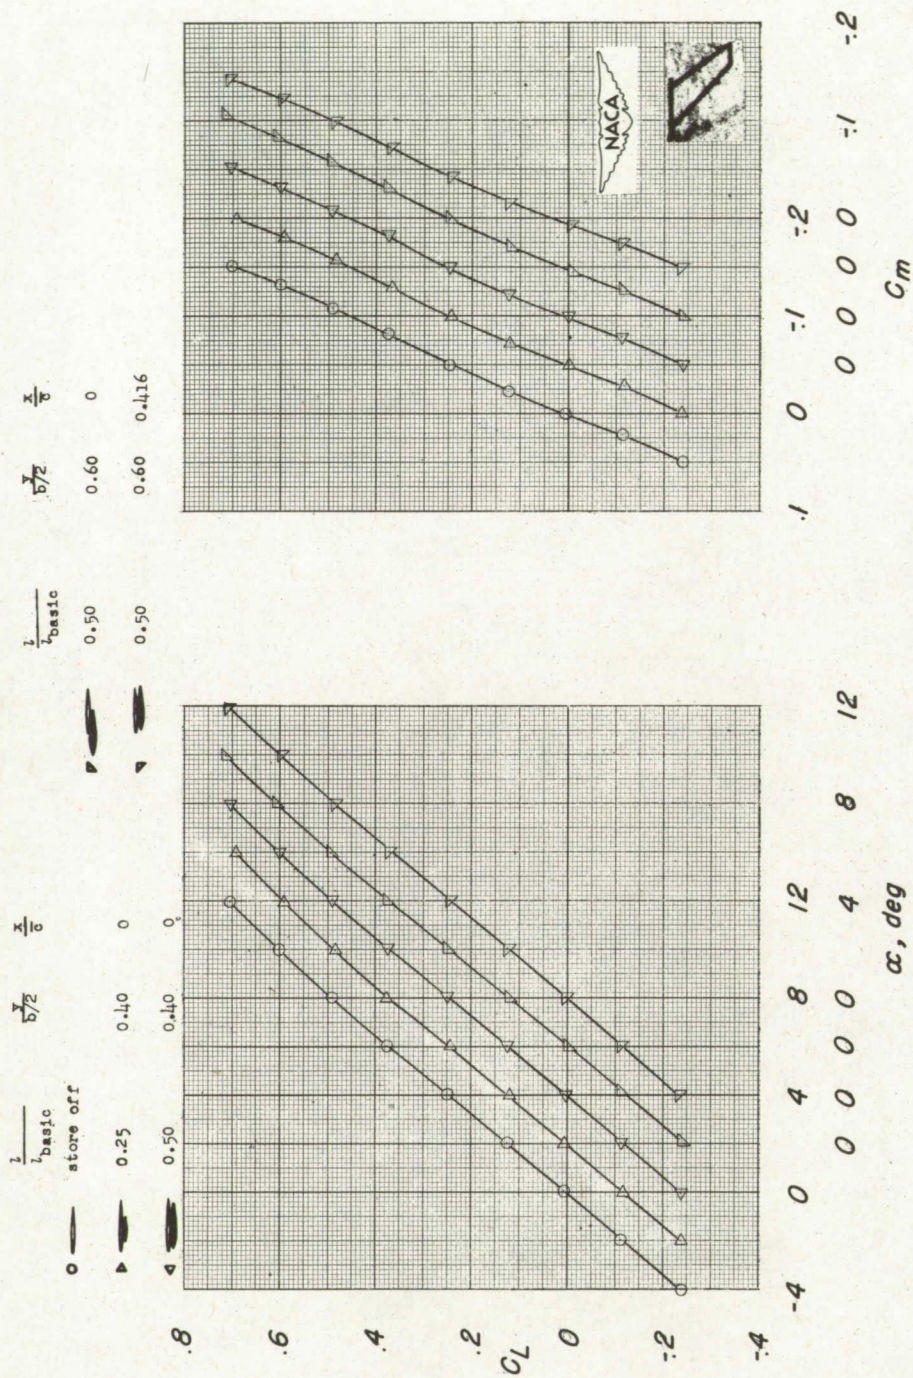 l/l basic y/b/2 x/c
store off
0.25 0.40 0
0.50 0.40 0
l/l basic y/b/2 x/c
0.50 0.60 0
0.50 0.60 0.416
.8
.6
.4
.2
0
-.2
-.4
C_L
-4 0 4 8 12
0 0 0 0 4 8 12
α, deg
NACA
.1 0 -.1 -.2
0 0 0 0 -.1 -.2
C_m